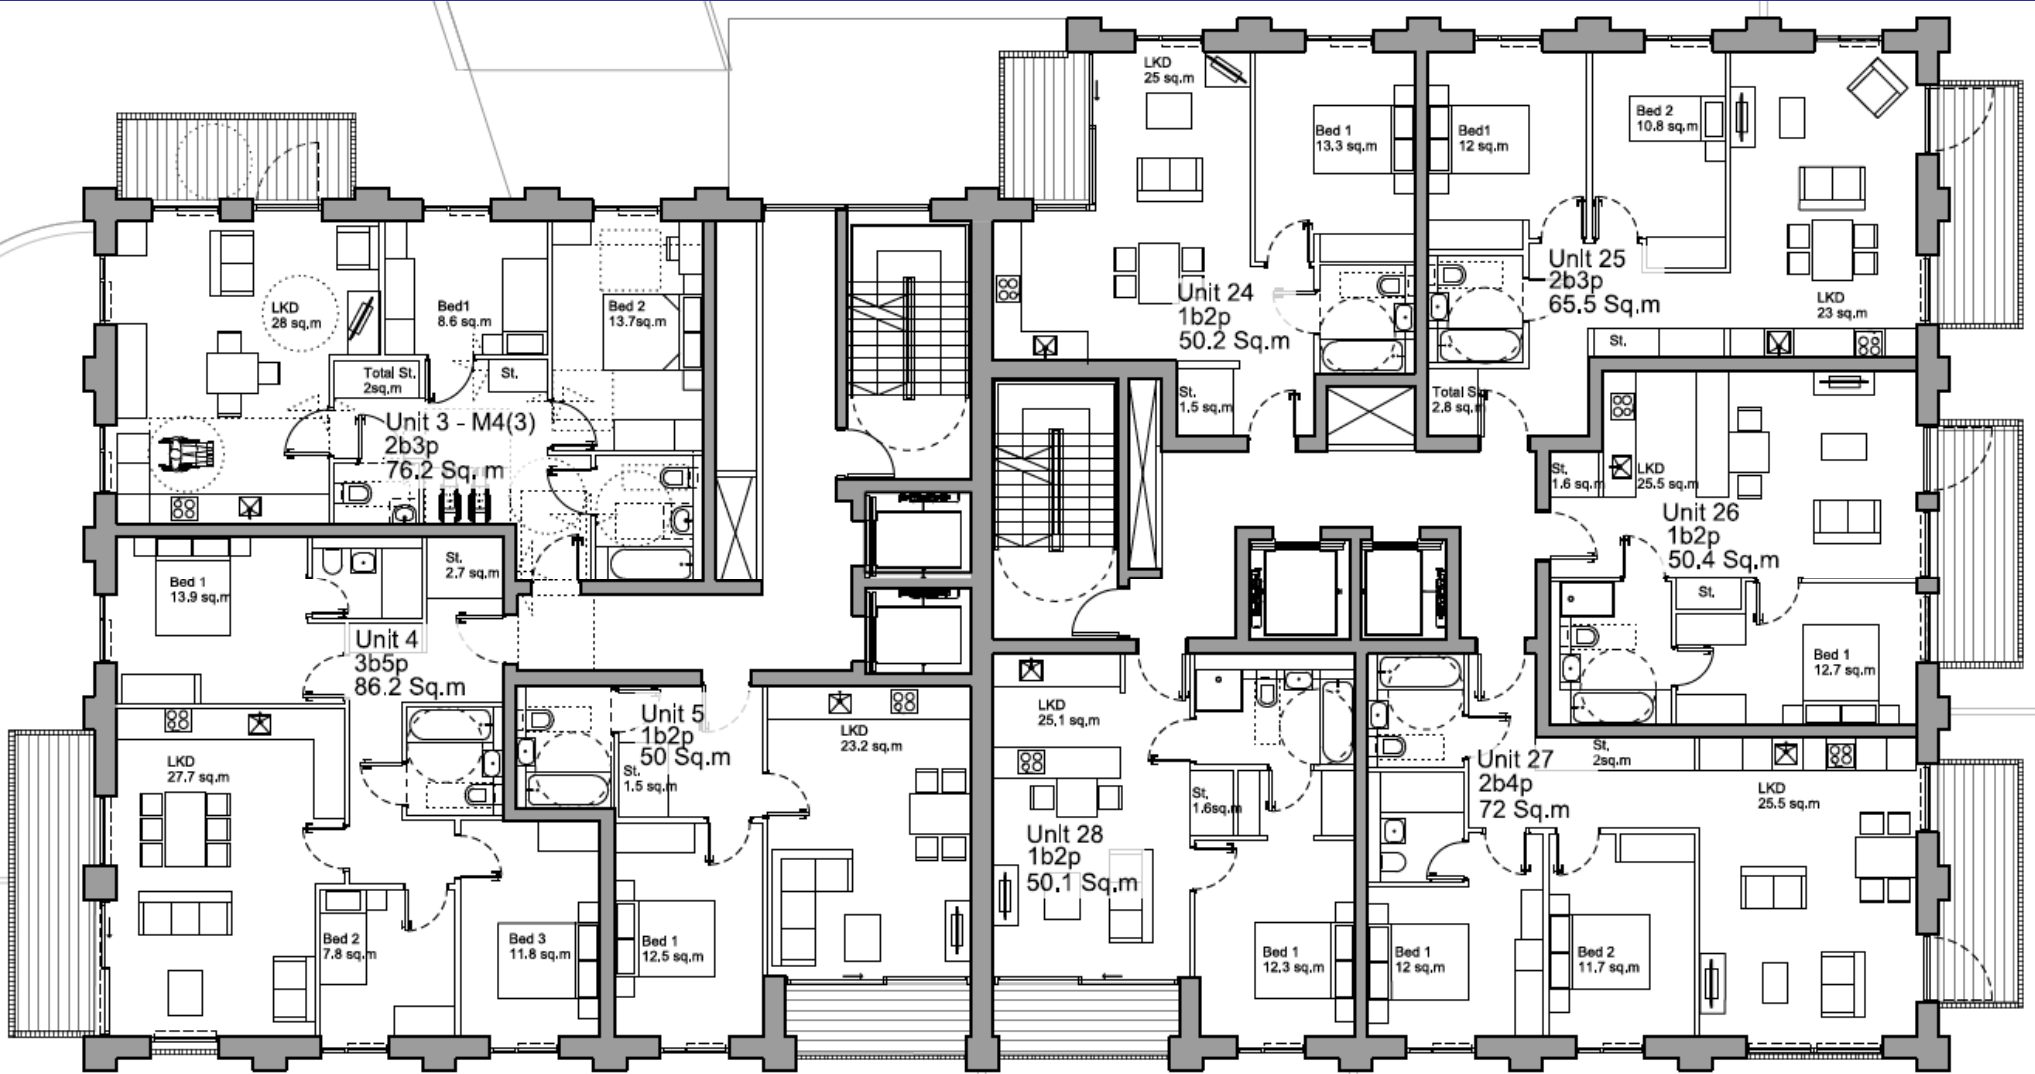 LKD
25 sq.m
Bed 1
13.3 sq.m
Bed1
12 sq.m
Bed 2
10.8 sq.m
Unit 24
1b2p
50.2 Sq.m
Unit 25
2b3p
65.5 Sq.m
LKD
23 sq.m
St.
St.
1.5 sq.m
Total St.
2.8 sq.m
LKD
28 sq.m
Bed1
8.6 sq.m
Bed 2
13.7sq.m
Total St.
2sq.m
St.
Unit 3 - M4(3)
2b3p
76.2 Sq.m
St.
1.6 sq.m
LKD
25.5 sq.m
Unit 26
1b2p
50.4 Sq.m
St.
Bed 1
12.7 sq.m
Bed 1
13.9 sq.m
St.
2.7 sq.m
Unit 4
3b5p
86.2 Sq.m
LKD
27.7 sq.m
Bed 2
7.8 sq.m
Bed 3
11.8 sq.m
Unit 5
1b2p
50 Sq.m
St.
1.5 sq.m
LKD
23.2 sq.m
Bed 1
12.5 sq.m
LKD
25.1 sq.m
St.
1.6sq.m
Unit 28
1b2p
50.1 Sq.m
Bed 1
12.3 sq.m
Unit 27
2b4p
72 Sq.m
St.
2sq.m
LKD
25.5 sq.m
Bed 1
12 sq.m
Bed 2
11.7 sq.m